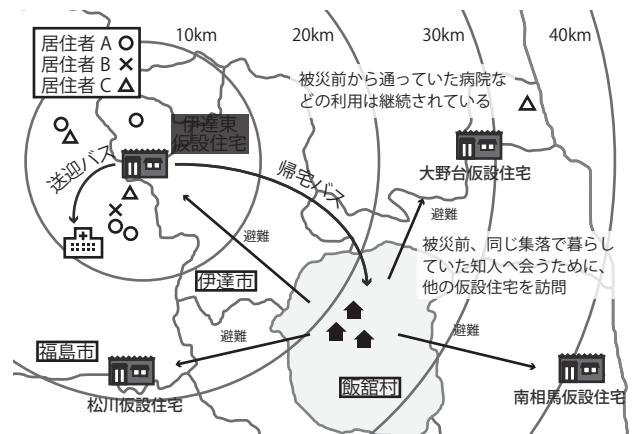 居住者 A
居住者 B
居住者 C
10km
20km
30km
40km
被災前から通っていた病院な
どの利用は継続されている
伊達東
仮設住宅
送迎バス
帰宅バス
大野台仮設住宅
避難
避難
被災前、同じ集落で暮らし
ていた知人へ会うために、
他の仮設住宅を訪問
伊達市
避難
避難
福島市
飯舘村
松川仮設住宅
南相馬仮設住宅